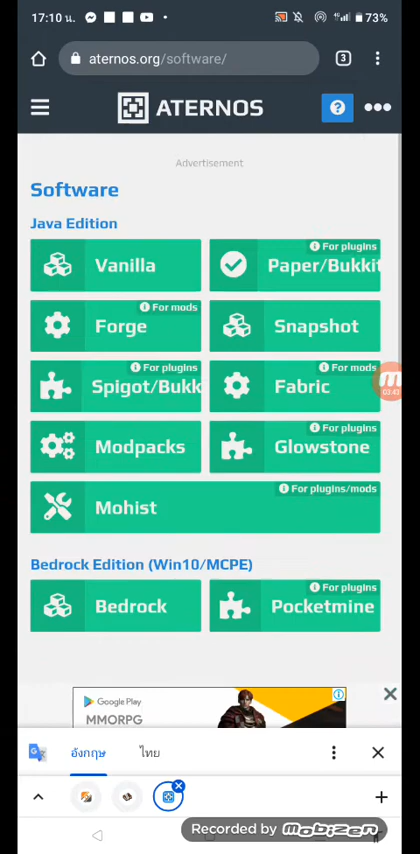 17:10 น.
73%
aternos.org/software/
3
ATERNOS
Advertisement
Software
Java Edition
Vanilla
For plugins
Paper/Bukkit
For mods
Forge
Snapshot
For plugins
Spigot/Bukk
For mods
Fabric
03:43
Modpacks
For plugins
Glowstone
For plugins/mods
Mohist
Bedrock Edition (Win10/MCPE)
Bedrock
For plugins
Pocketmine
Google Play
MMORPG
อังกฤษ
ไทย
Recorded by mobizen